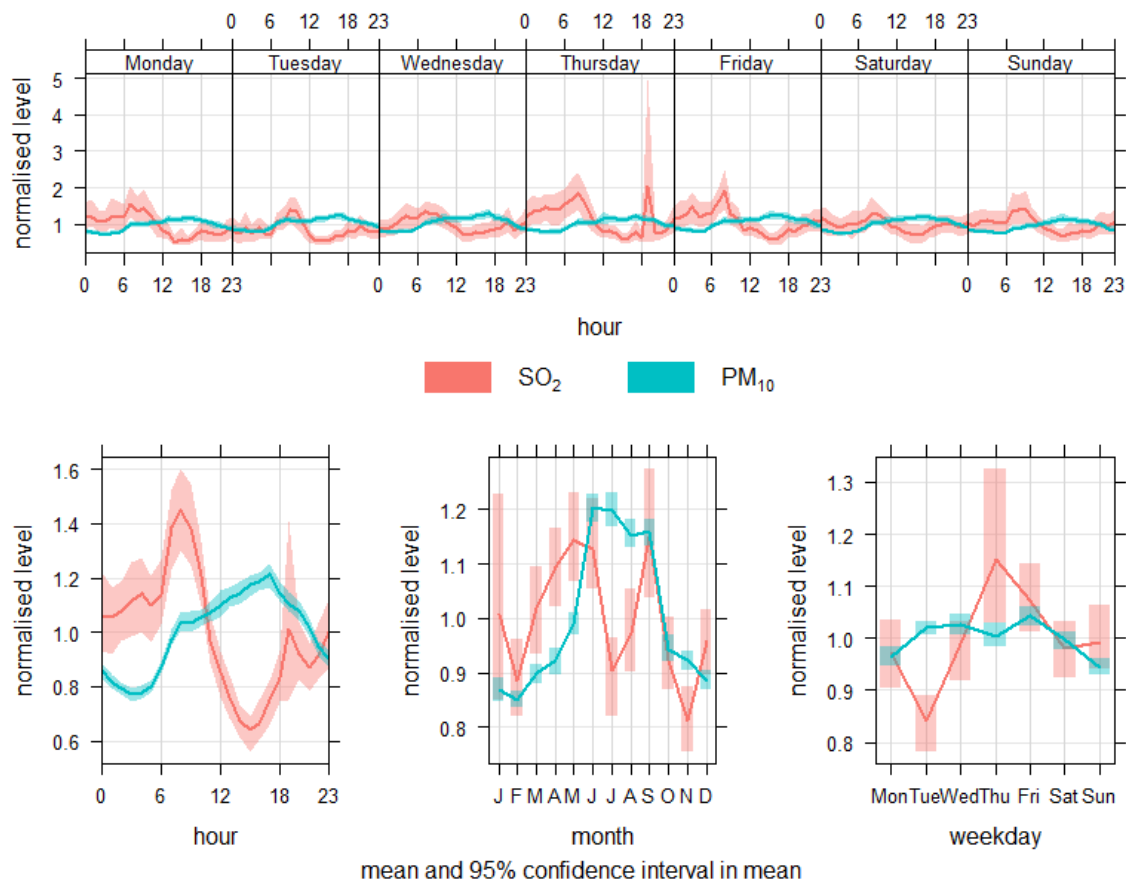 0 6 12 18 23 0 6 12 18 23 0 6 12 18 23
Monday Tuesday Wednesday Thursday Friday Saturday Sunday
normalised level
5
4
3
2
1
0 6 12 18 23 0 6 12 18 23 0 6 12 18 23 0 6 12 18 23
hour
SO₂ PM₁₀
normalised level
1.6
1.4
1.2
1.0
0.8
0.6
0 6 12 18 23
hour
normalised level
1.2
1.1
1.0
0.9
0.8
J F M A M J J A S O N D
month
normalised level
1.3
1.2
1.1
1.0
0.9
0.8
Mon Tue Wed Thu Fri Sat Sun
weekday
mean and 95% confidence interval in mean